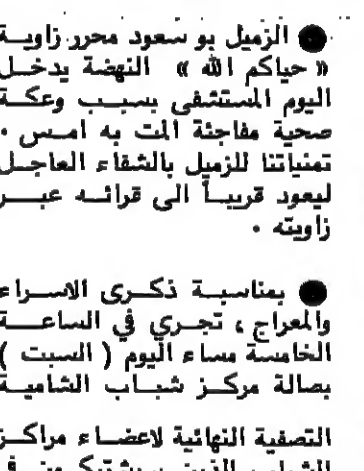 ● الزميل بو سعود محرر زاوية
« حياكم الله » النهضة يدخل
اليوم المستشفى بسبب وعكة
صحية مفاجئة المت به امس .
تمنياتنا للزميل بالشفاء العاجل
ليعود قريباً الى قرائه عبر
زاويته .
● بمناسبة ذكرى الاسراء
والمعراج ، تجري في الساعة
الخامسة مساء اليوم ( السبت )
بصالة مركز شباب الشامية
التصفية النهائية لاعضاء مراكز